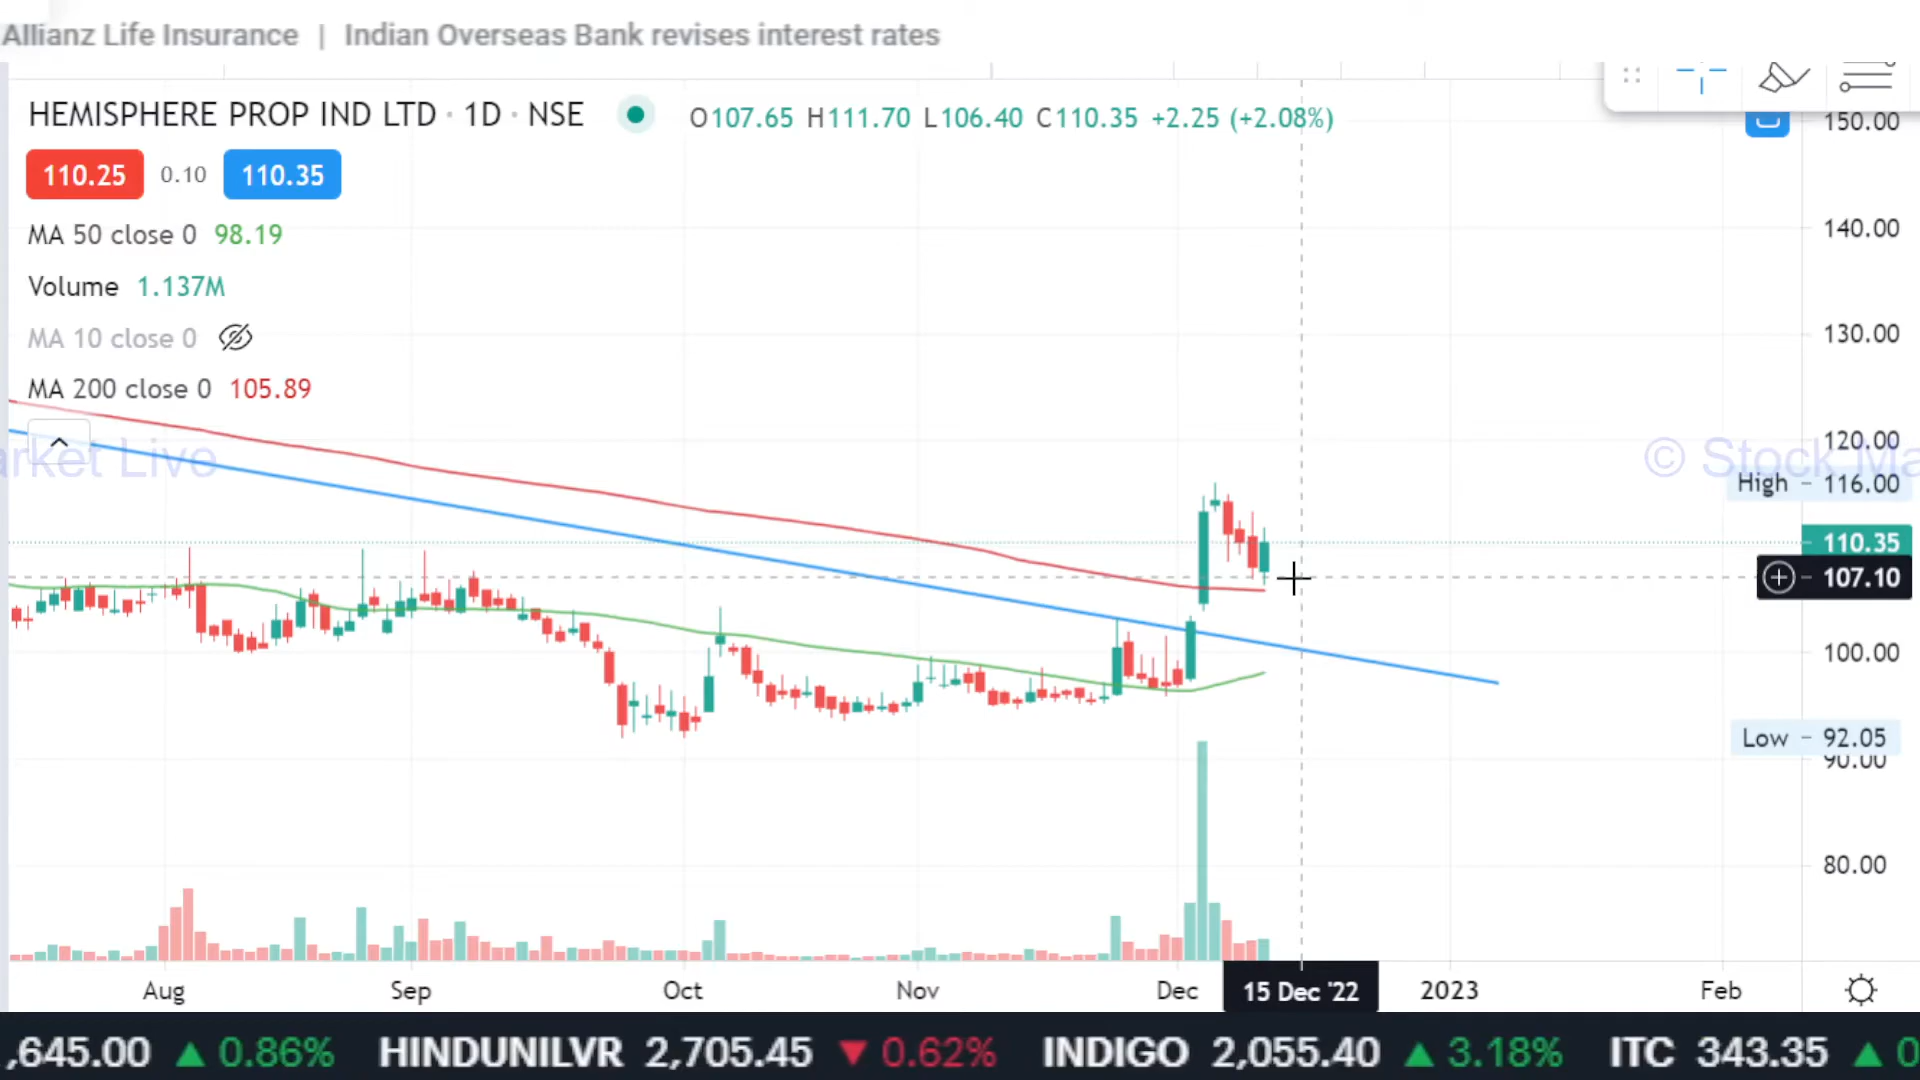 Allianz Life Insurance | Indian Overseas Bank revises interest rates
HEMISPHERE PROP IND LTD · 1D · NSE O107.65 H111.70 L106.40 C110.35 +2.25 (+2.08%)
110.25 0.10 110.35
MA 50 close 0 98.19
Volume 1.137M
MA 10 close 0
MA 200 close 0 105.89
150.00
140.00
130.00
120.00
Live
© Stock
High - 116.00
110.35
107.10
100.00
Low - 92.05
90.00
80.00
Aug Sep Oct Nov Dec 15 Dec '22 2023 Feb
,645.00 ▲ 0.86% HINDUNILVR 2,705.45 ▼ 0.62% INDIGO 2,055.40 ▲ 3.18% ITC 343.35 ▲ 0